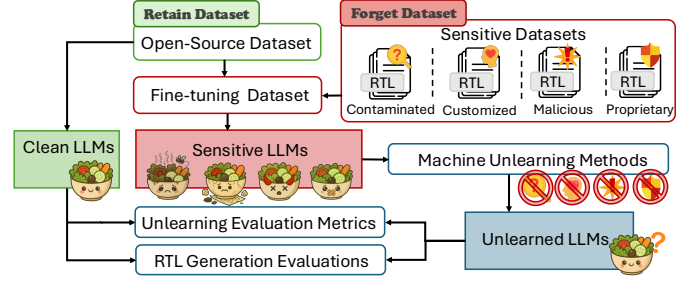 Retain Dataset
Forget Dataset
Open-Source Dataset
Sensitive Datasets
?
RTL
RTL
RTL
RTL
Contaminated
Customized
Malicious
Proprietary
Fine-tuning Dataset
Clean LLMs
Sensitive LLMs
Machine Unlearning Methods
Unlearning Evaluation Metrics
Unlearned LLMs
?
RTL Generation Evaluations